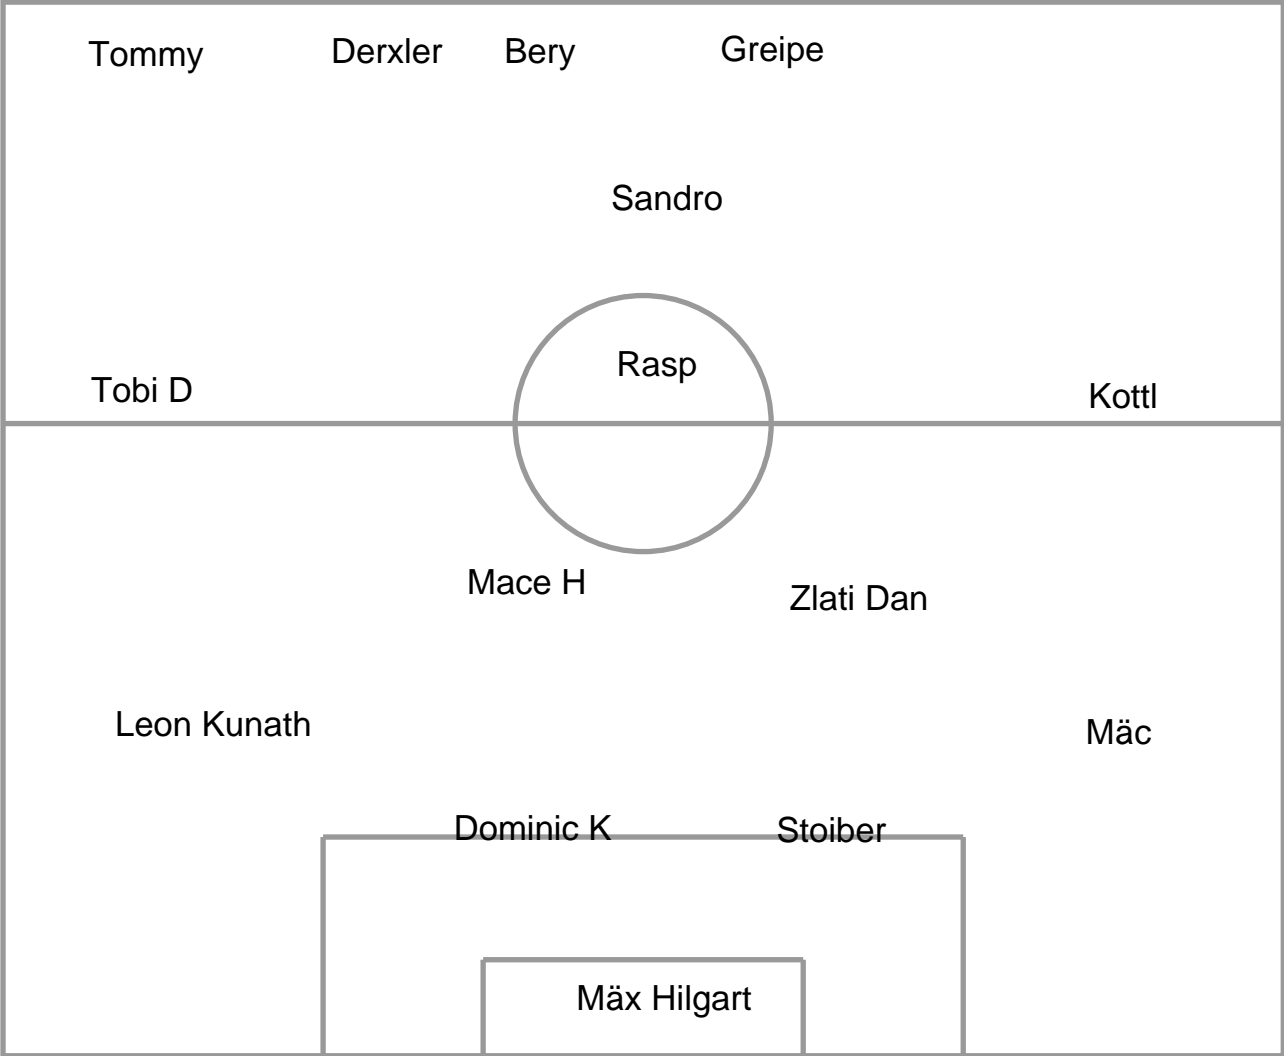 Tommy Derxler Bery Greipe
Sandro
Rasp
Tobi D Kottl
Mace H Zlati Dan
Leon Kunath Mäc
Dominic K Stoiber
Mäx Hilgart